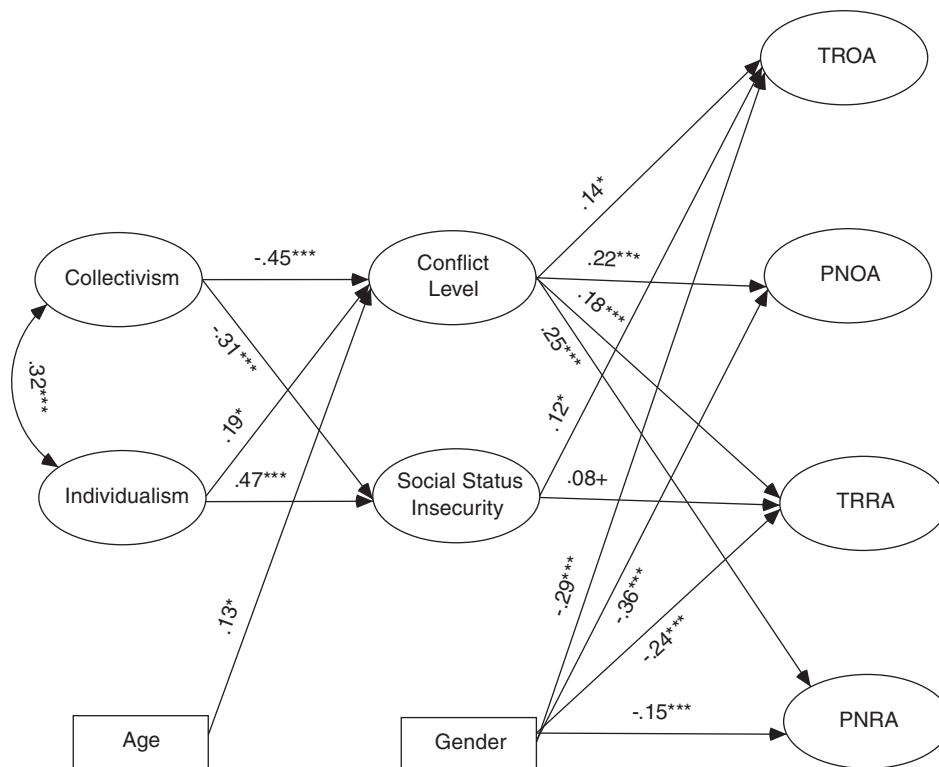 TROA
.14*
-.45***
Collectivism
Conflict
Level
.22***
PNOA
.18***
-.31***
.25***
.32***
.19*
.12*
.47***
Individualism
Social Status
Insecurity
.08+
TRRA
-.29***
-.36***
.13*
-.24***
-.15***
Age
Gender
PNRA